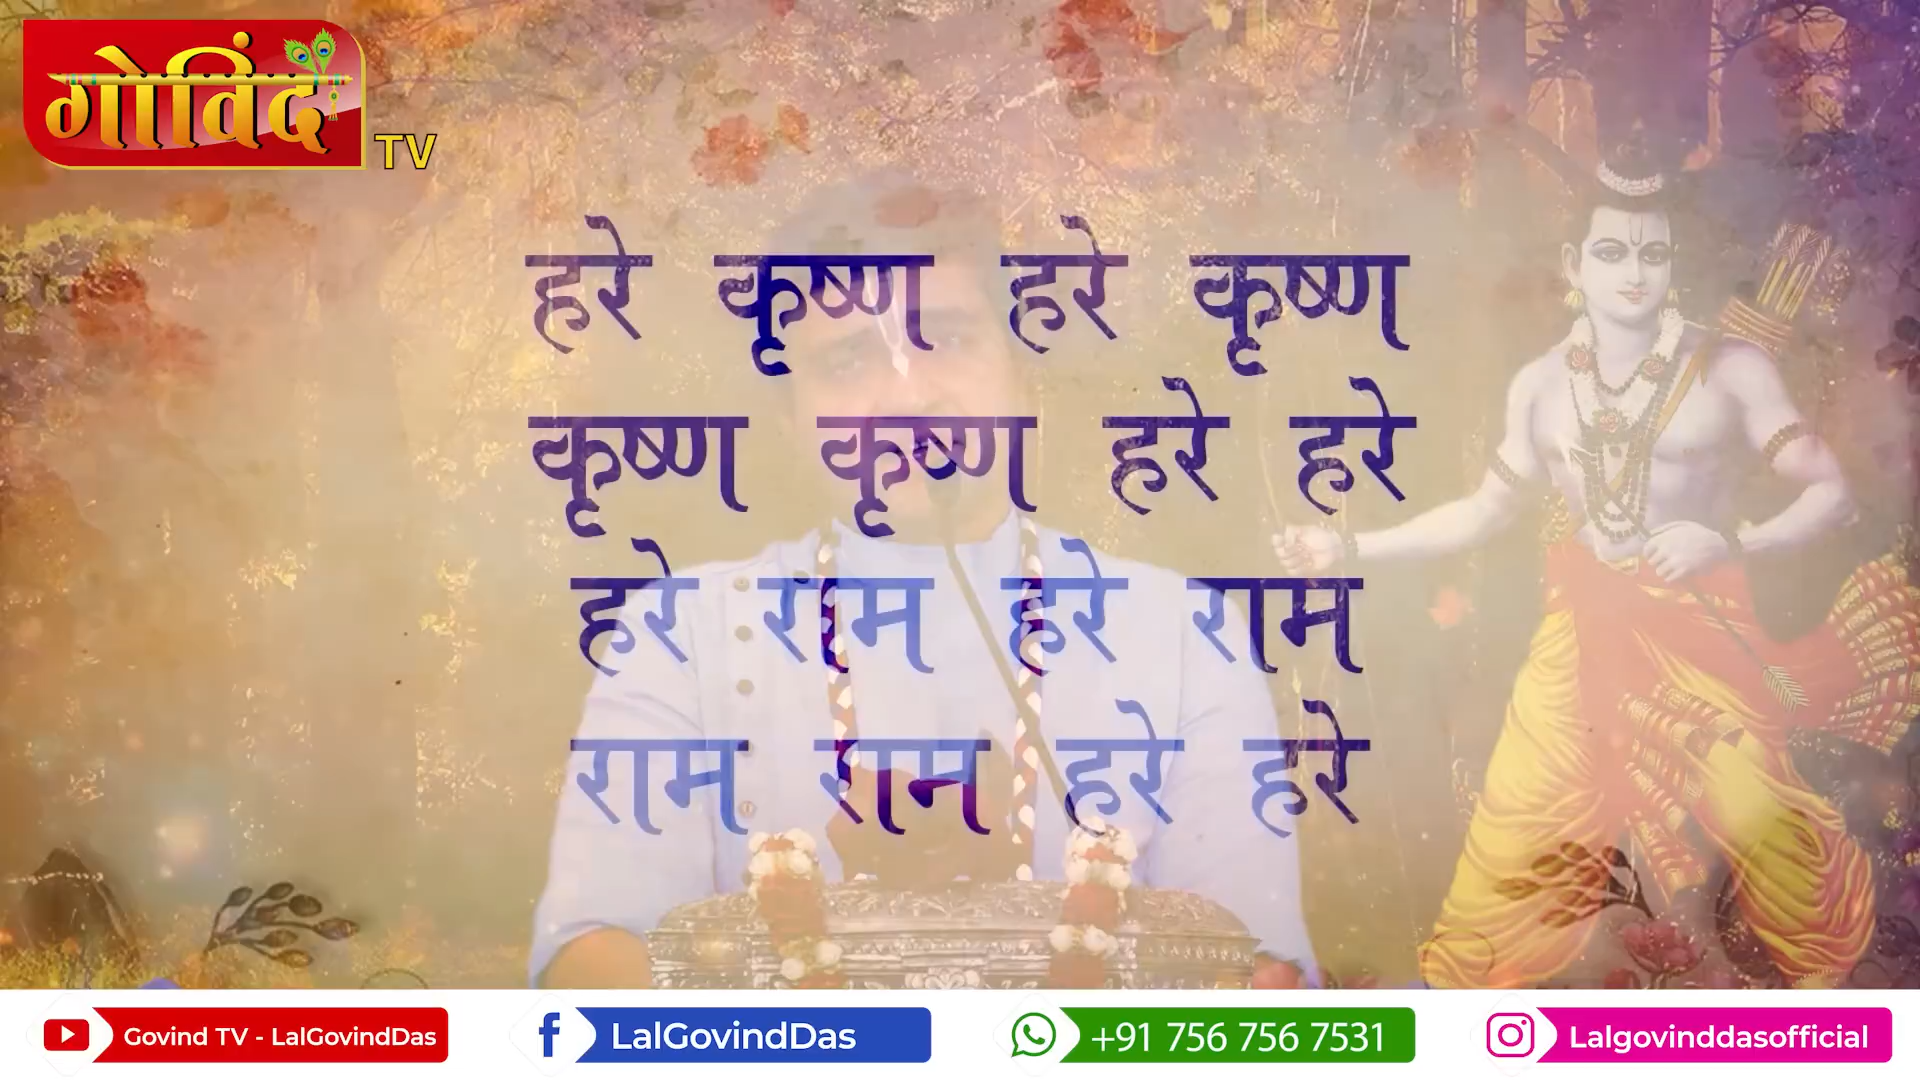 गोविंद
TV
हरे कृष्ण हरे कृष्ण
कृष्ण कृष्ण हरे हरे
हरे राम हरे राम
राम राम हरे हरे
Govind TV - LalGovindDas
LalGovindDas
+91 756 756 7531
Lalgovinddasofficial